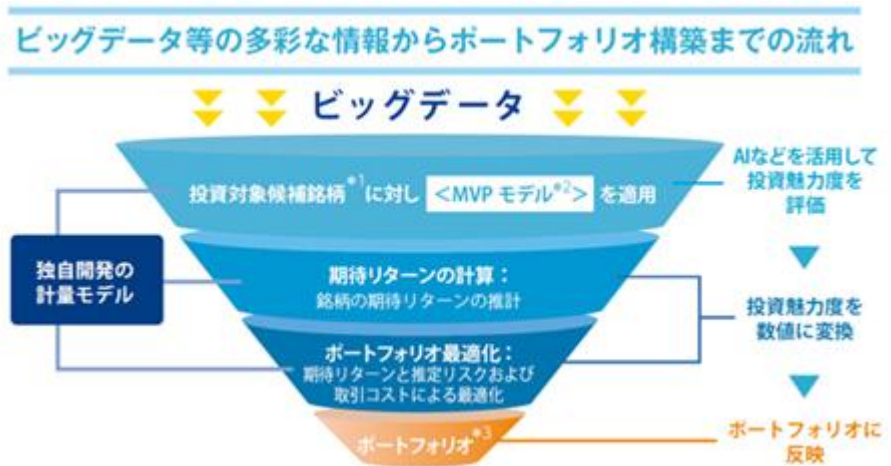 ビッグデータ等の多彩な情報からポートフォリオ構築までの流れ
ビッグデータ
投資対象候補銘柄*1に対し <MVP モデル*2> を適用
AIなどを活用して
投資魅力度を
評価
独自開発の
計量モデル
期待リターンの計算：
銘柄の期待リターンの推計
投資魅力度を
数値に変換
ポートフォリオ最適化：
期待リターンと推定リスクおよび
取引コストによる最適化
ポートフォリオ*3
ポートフォリオに
反映